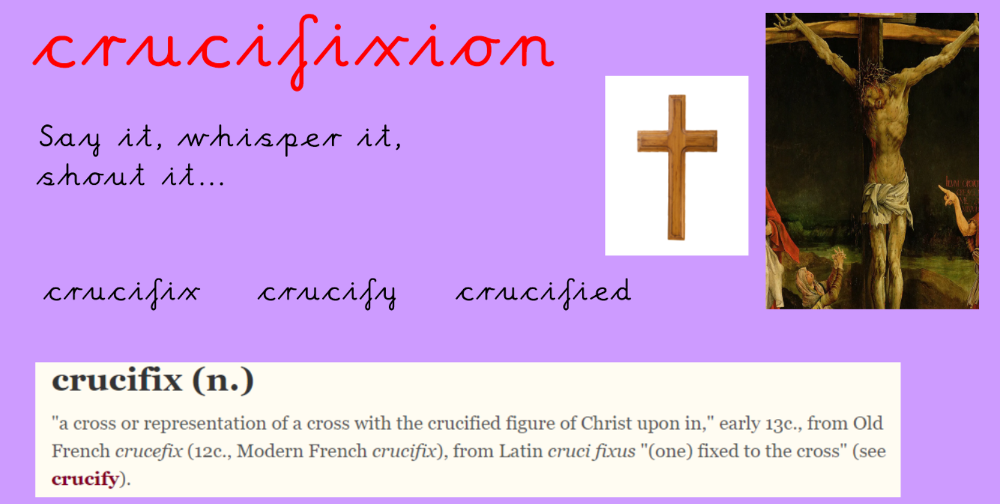 crucifixion
Say it, whisper it,
shout it...
crucifix crucify crucified
crucifix (n.)
"a cross or representation of a cross with the crucified figure of Christ upon in," early 13c., from Old
French crucefix (12c., Modern French crucifix), from Latin cruci fixus "(one) fixed to the cross" (see
crucify).